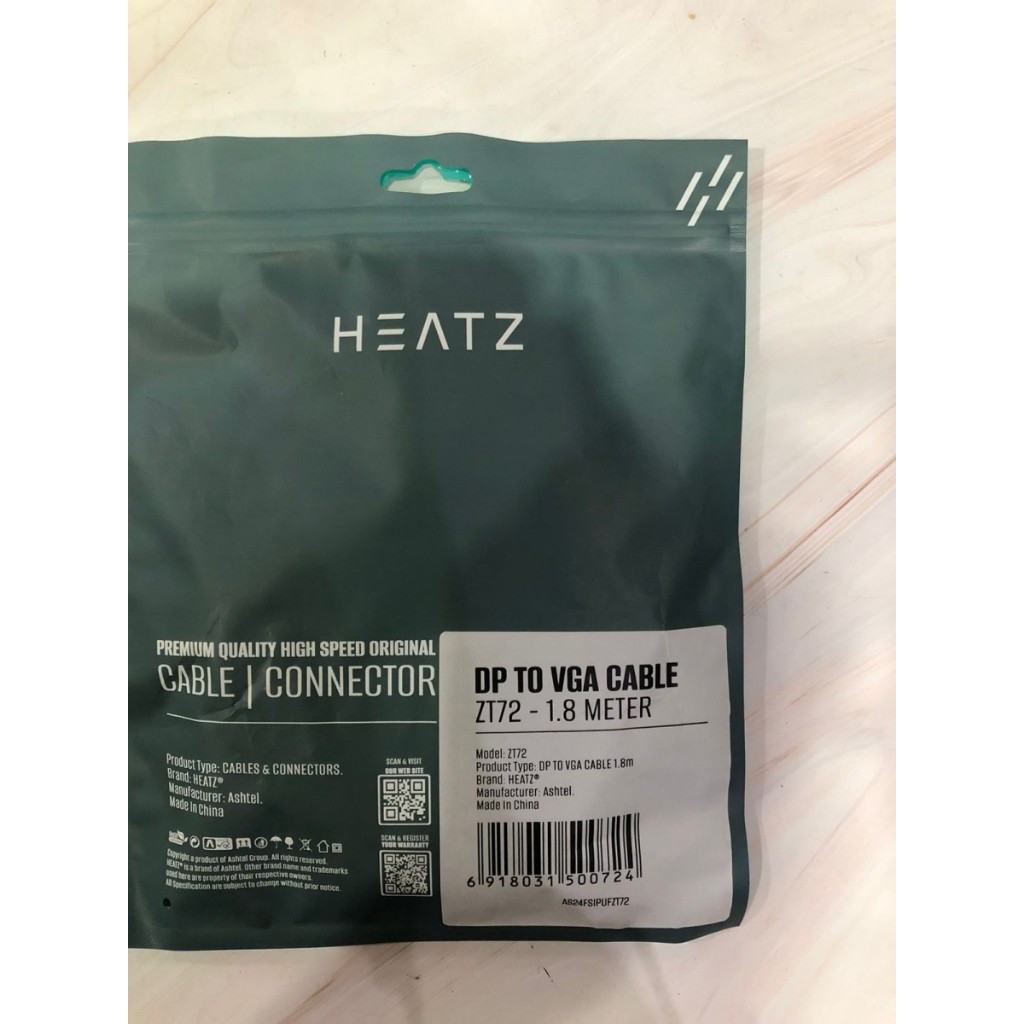 HEATZ
PREMIUM QUALITY HIGH SPEED ORIGINAL
CABLE | CONNECTOR
Product Type: CABLES & CONNECTORS.
Brand: HEATZ®
Manufacturer: Ashtel.
Made In China
SCAN & VISIT
OUR WEB SITE
SCAN & REGISTER
YOUR WARRANTY
Copyright a product of Ashtel Group. All rights reserved.
HEATZ® is a brand of Ashtel. Other brand name and trademarks
used here are property of their respective owners.
All Specification are subject to change without prior notice.
DP TO VGA CABLE
ZT72 - 1.8 METER
Model: ZT72
Product Type: DP TO VGA CABLE 1.8m
Brand: HEATZ®
Manufacturer: Ashtel.
Made In China
6 918031 500724
AS24FSIPUFZT72